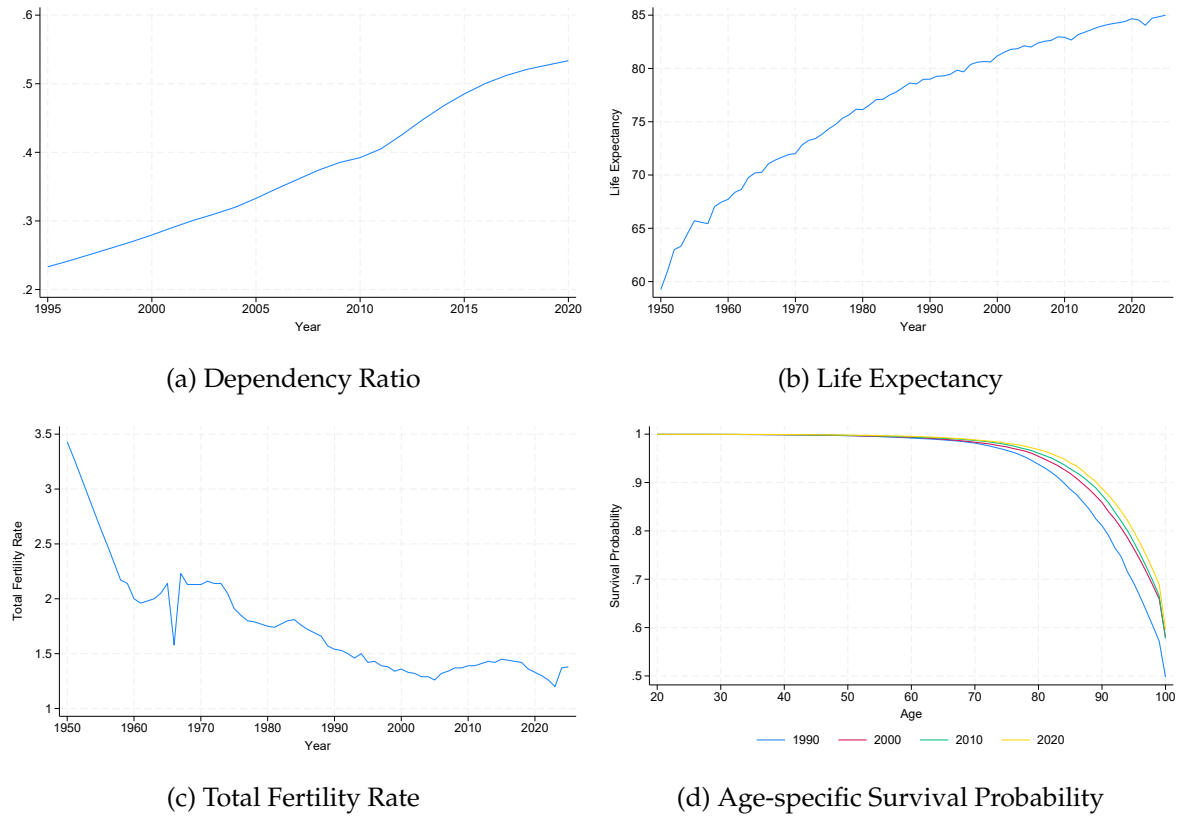 .6
.5
.4
.3
.2
1995 2000 2005 2010 2015 2020
Year
(a) Dependency Ratio
85
80
75
70
65
60
Life Expectancy
1950 1960 1970 1980 1990 2000 2010 2020
Year
(b) Life Expectancy
3.5
3
2.5
2
1.5
1
Total Fertility Rate
1950 1960 1970 1980 1990 2000 2010 2020
Year
(c) Total Fertility Rate
1
.9
.8
.7
.6
.5
Survival Probability
20 30 40 50 60 70 80 90 100
Age
1990 2000 2010 2020
(d) Age-specific Survival Probability